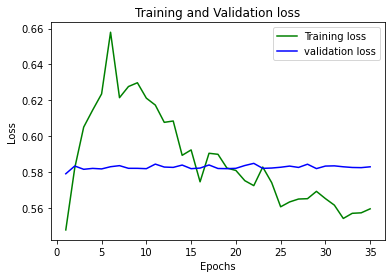 Training and Validation loss
Training loss
validation loss
0.66
0.64
0.62
0.60
0.58
0.56
Loss
0
5
10
15
20
25
30
35
Epochs